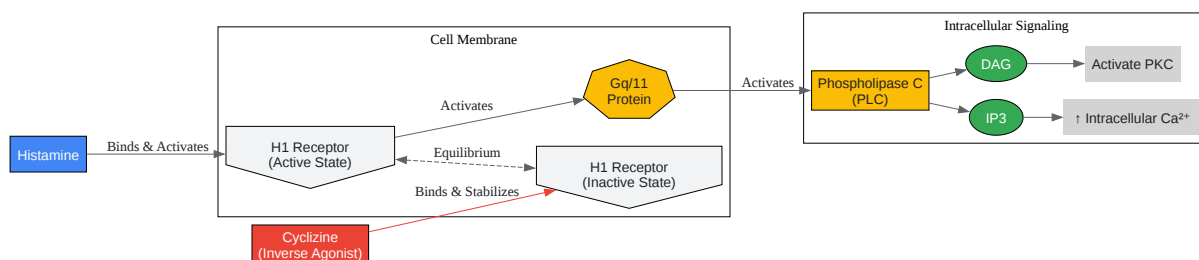 Cell Membrane
Intracellular Signaling
Histamine
Binds & Activates
H1 Receptor
(Active State)
Activates
Gq/11
Protein
Equilibrium
H1 Receptor
(Inactive State)
Binds & Stabilizes
Cyclizine
(Inverse Agonist)
Activates
Phospholipase C
(PLC)
DAG
Activate PKC
IP3
↑ Intracellular Ca²⁺